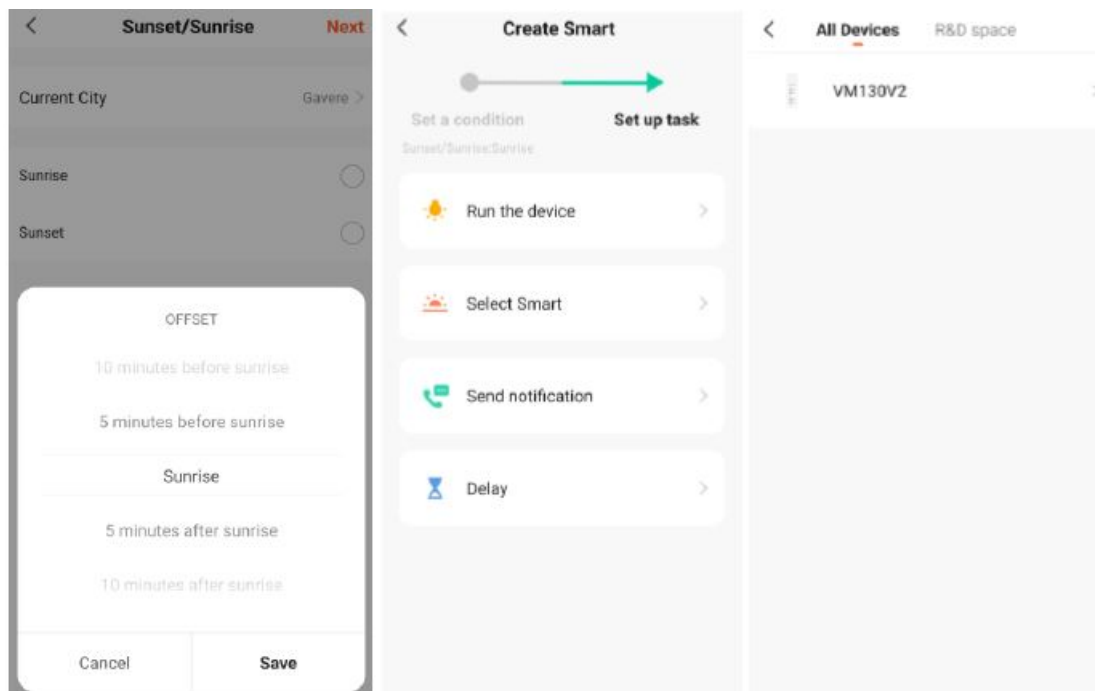 Sunset/Sunrise
Next
Current City
Gavere
Sunrise
Sunset
OFFSET
10 minutes before sunrise
5 minutes before sunrise
Sunrise
5 minutes after sunrise
10 minutes after sunrise
Cancel
Save
Create Smart
Set a condition
Set up task
Sunset/Sunrise:Sunrise
Run the device
Select Smart
Send notification
Delay
All Devices
R&D space
VM130V2